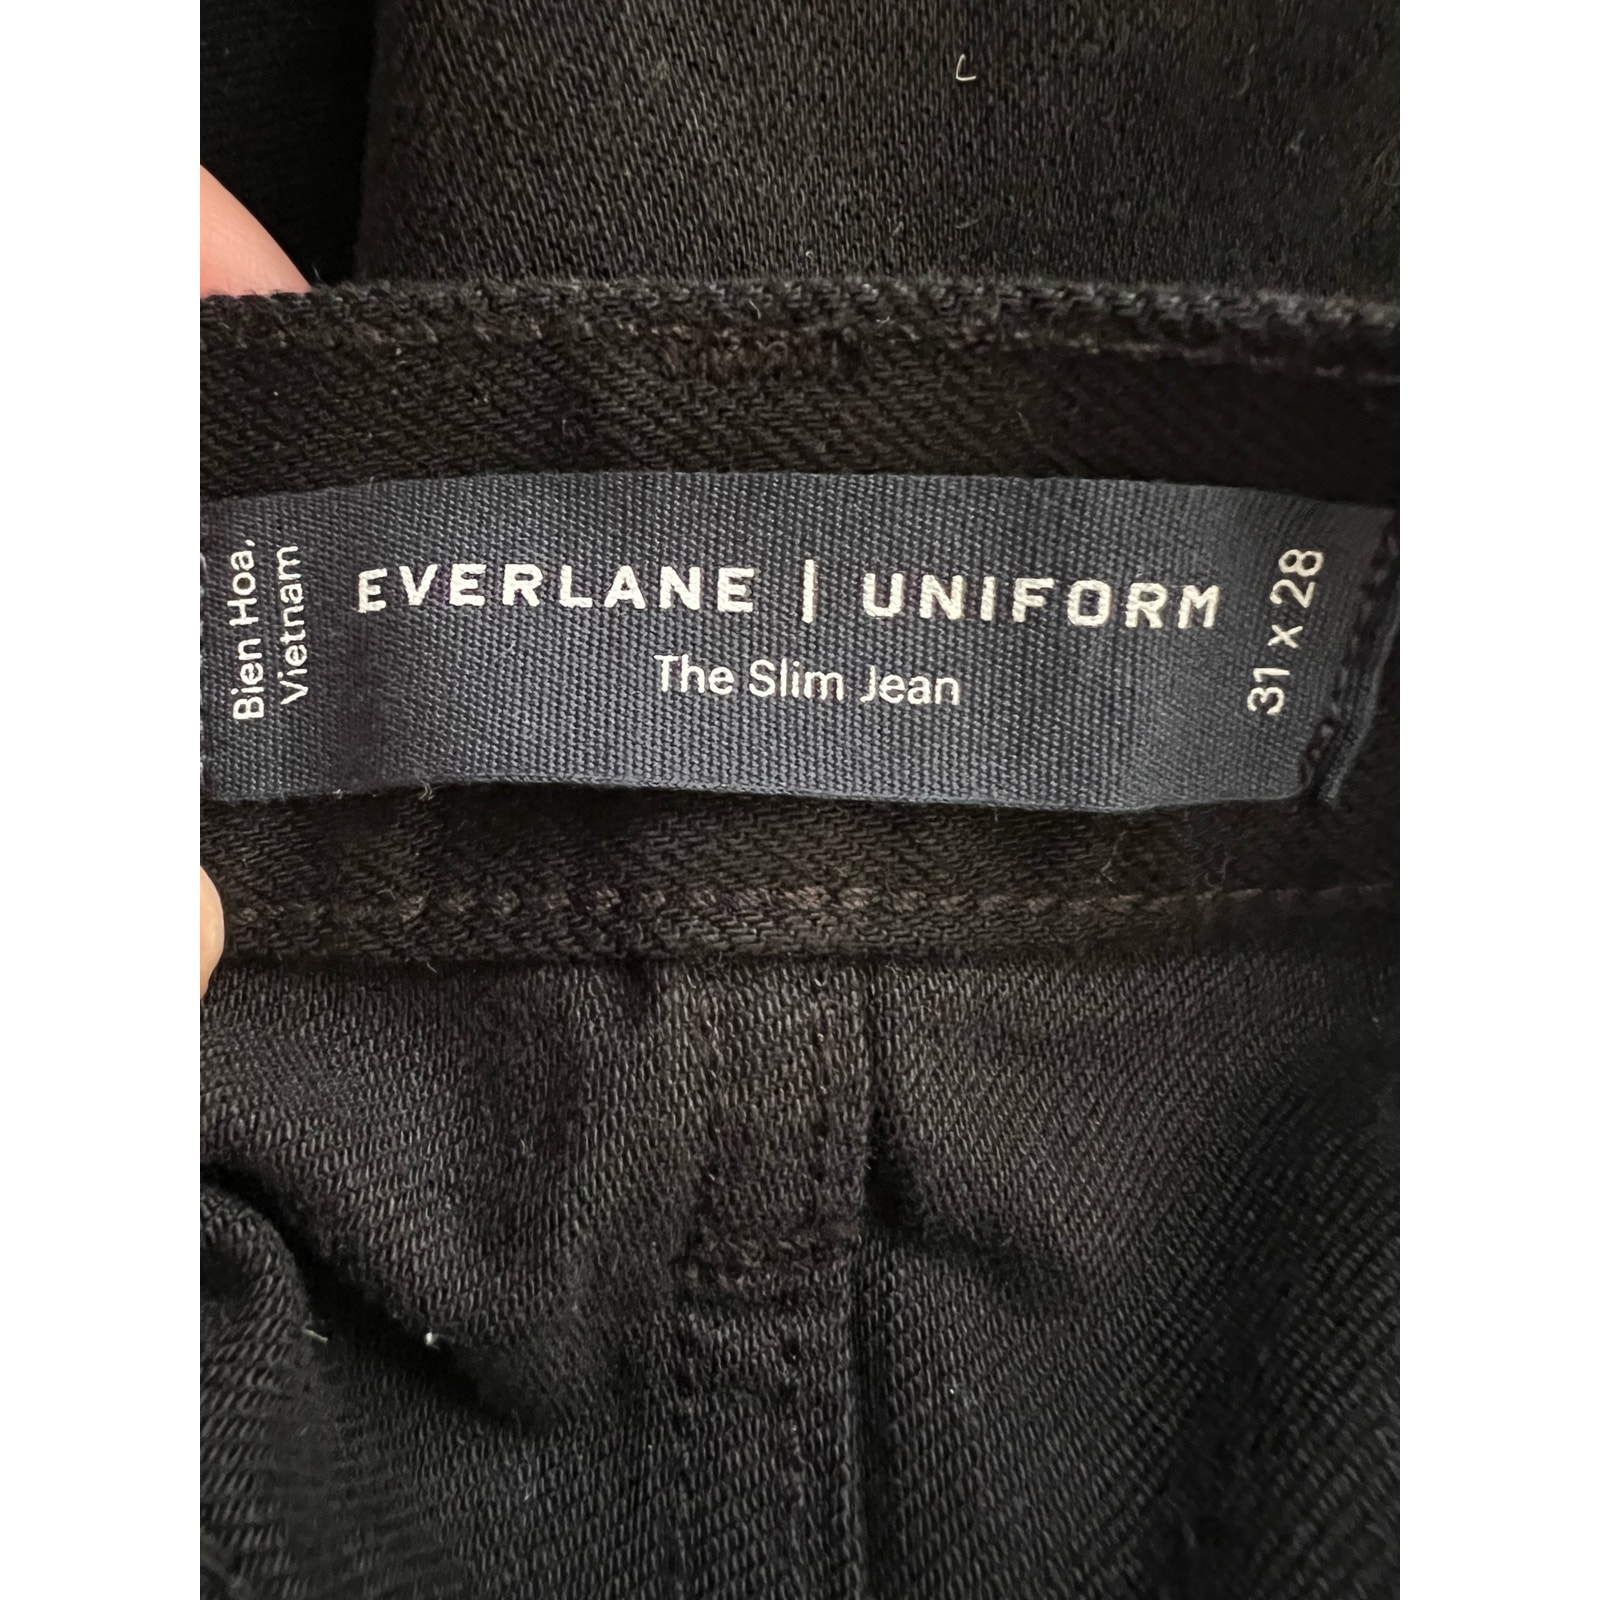 Bien Hoa,
Vietnam
EVERLANE | UNIFORM
The Slim Jean
31 x 28